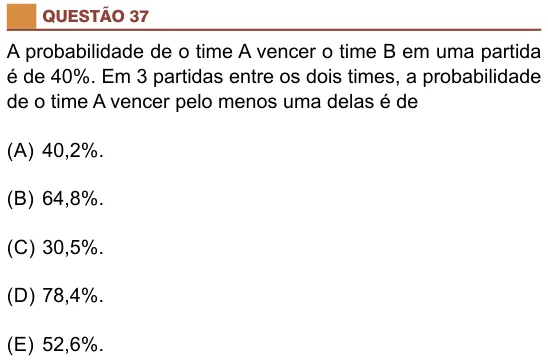 QUESTÃO 37
A probabilidade de o time A vencer o time B em uma partida
é de 40%. Em 3 partidas entre os dois times, a probabilidade
de o time A vencer pelo menos uma delas é de
(A) 40,2%.
(B) 64,8%.
(C) 30,5%.
(D) 78,4%.
(E) 52,6%.